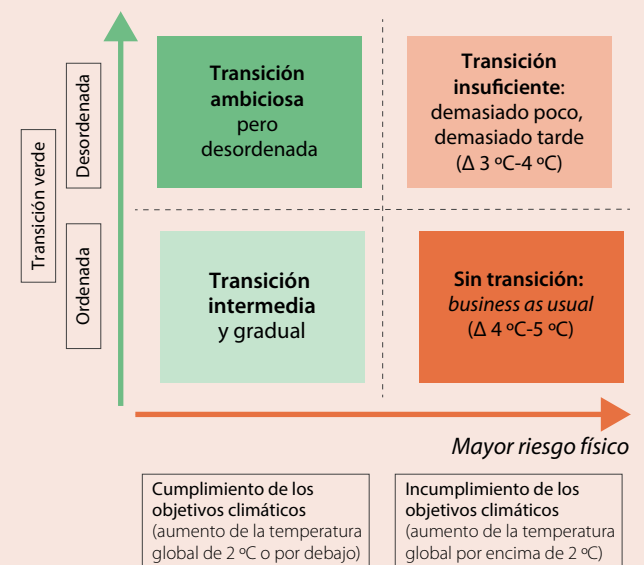 Transición verde
Desordenada
Ordenada
Transición
ambiciosa
pero
desordenada
Transición
insuficiente:
demasiado poco,
demasiado tarde
(Δ 3 ºC-4 ºC)
Transición
intermedia
y gradual
Sin transición:
business as usual
(Δ 4 ºC-5 ºC)
Mayor riesgo físico
Cumplimiento de los
objetivos climáticos
(aumento de la temperatura
global de 2 ºC o por debajo)
Incumplimiento de los
objetivos climáticos
(aumento de la temperatura
global por encima de 2 ºC)